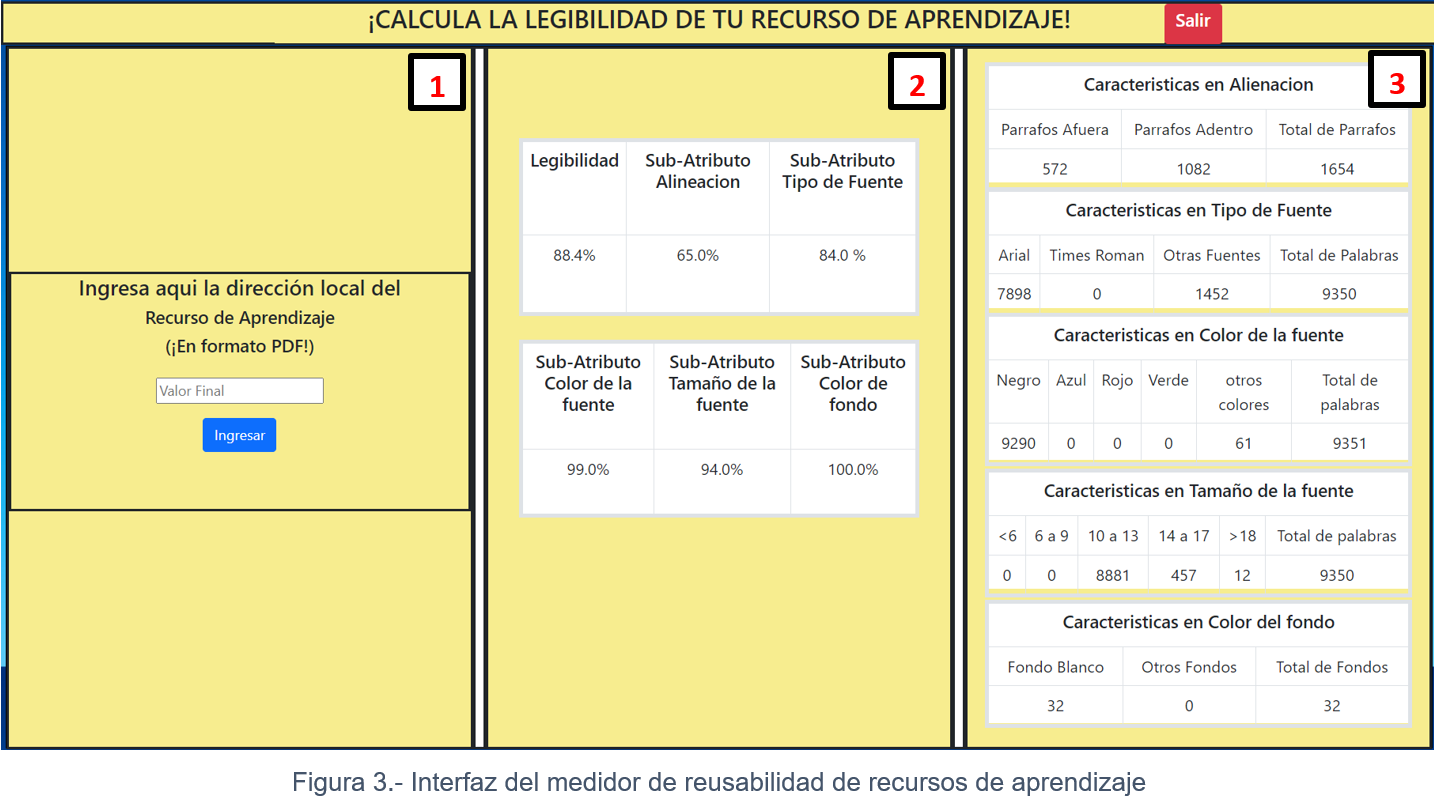 ¡CALCULA LA LEGIBILIDAD DE TU RECURSO DE APRENDIZAJE!
Salir
1
Ingresa aqui la dirección local del
Recurso de Aprendizaje
(¡En formato PDF!)
Valor Final
Ingresar
2
Legibilidad Sub-Atributo Sub-Atributo
Alineacion Tipo de Fuente
88.4% 65.0% 84.0 %
Sub-Atributo Sub-Atributo Sub-Atributo
Color de la Tamaño de la Color de
fuente fuente fondo
99.0% 94.0% 100.0%
3
Caracteristicas en Alienacion
Parrafos Afuera Parrafos Adentro Total de Parrafos
572 1082 1654
Caracteristicas en Tipo de Fuente
Arial Times Roman Otras Fuentes Total de Palabras
7898 0 1452 9350
Caracteristicas en Color de la fuente
Negro Azul Rojo Verde otros Total de
colores palabras
9290 0 0 0 61 9351
Caracteristicas en Tamaño de la fuente
<6 6 a 9 10 a 13 14 a 17 >18 Total de palabras
0 0 8881 457 12 9350
Caracteristicas en Color del fondo
Fondo Blanco Otros Fondos Total de Fondos
32 0 32
Figura 3.- Interfaz del medidor de reusabilidad de recursos de aprendizaje